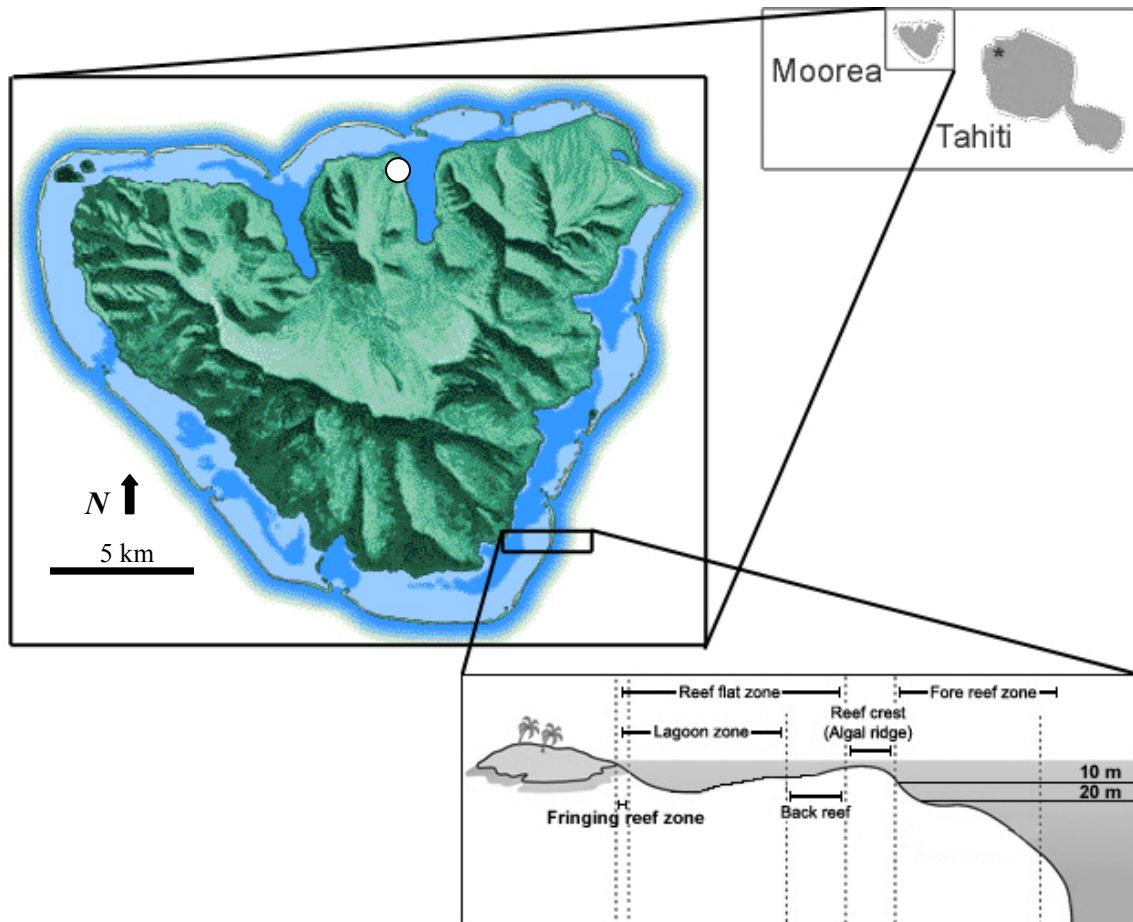 Moorea
*
Tahiti
N
5 km
Reef flat zone
Fore reef zone
Reef crest
(Algal ridge)
Lagoon zone
10 m
20 m
Fringing reef zone
Back reef